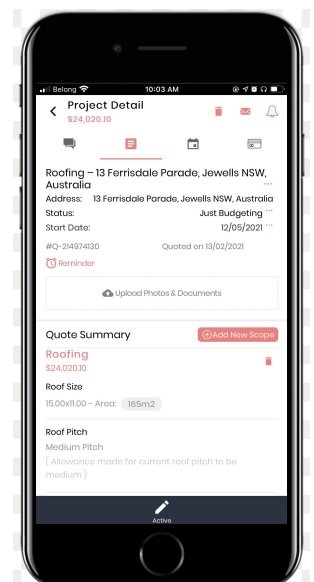 Belong 10:03 AM
Project Detail
$24,020.10
Roofing – 13 Ferrisdale Parade, Jewells NSW,
Australia
Address: 13 Ferrisdale Parade, Jewells NSW, Australia
Status: Just Budgeting
Start Date: 12/05/2021
#Q-214974130 Quoted on 13/02/2021
Reminder
Upload Photos & Documents
Quote Summary Add New Scope
Roofing
$24,020.10
Roof Size
15.00x11.00 - Area: 165m2
Roof Pitch
Medium Pitch
( Allowance made for current roof pitch to be
medium )
Active